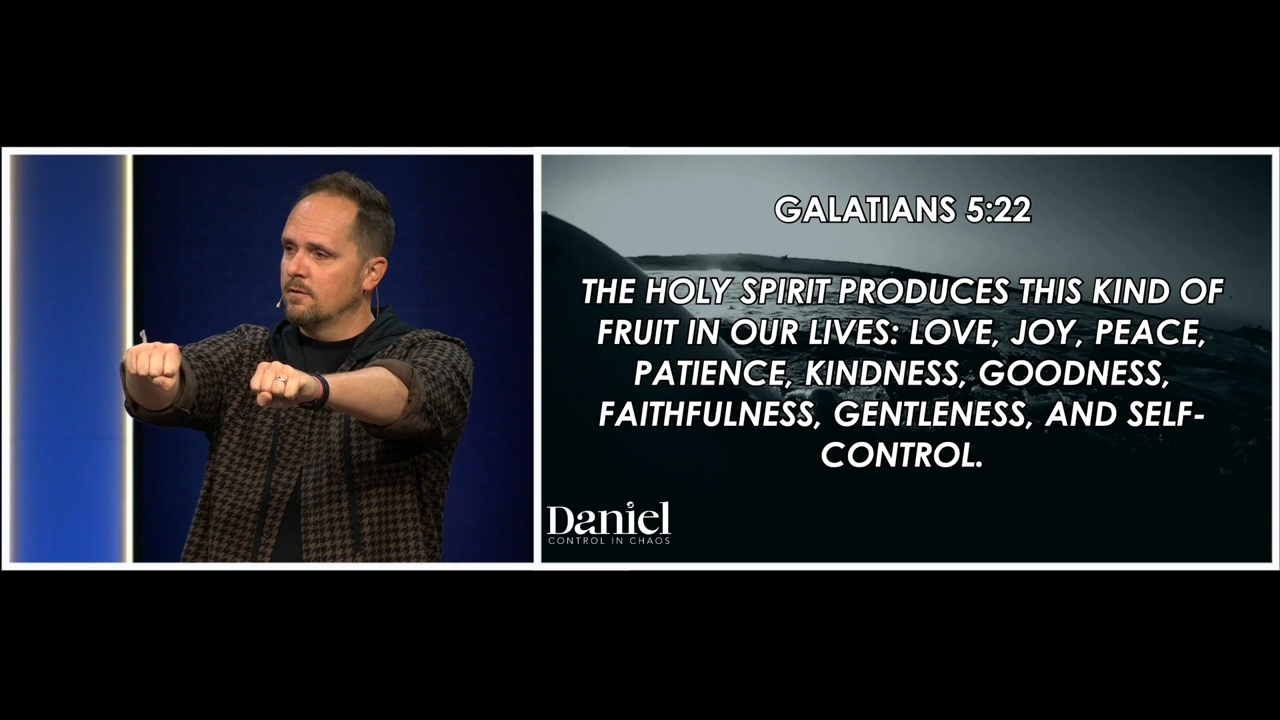 GALATIANS 5:22
THE HOLY SPIRIT PRODUCES THIS KIND OF
FRUIT IN OUR LIVES: LOVE, JOY, PEACE,
PATIENCE, KINDNESS, GOODNESS,
FAITHFULNESS, GENTLENESS, AND SELF-
CONTROL.
Daniel
CONTROL IN CHAOS